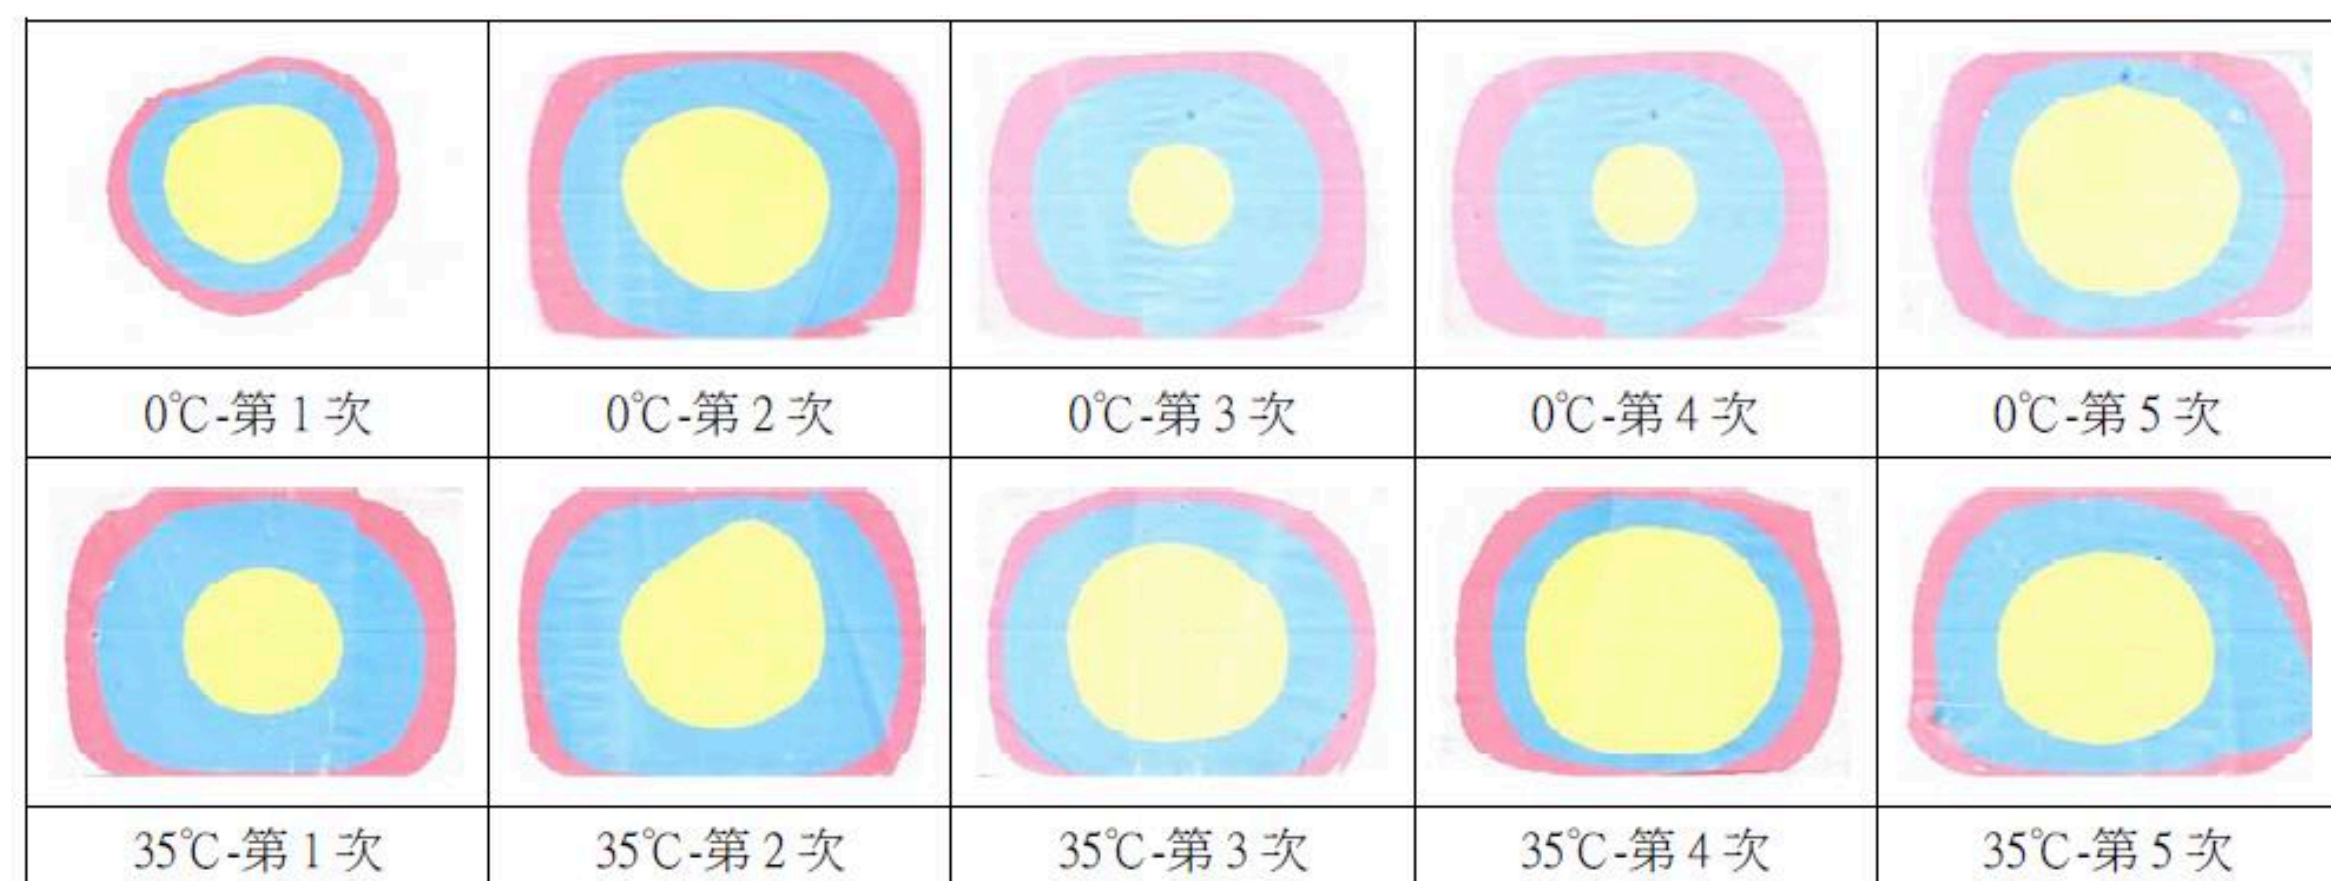 0℃-第 1 次
0℃-第 2 次
0℃-第 3 次
0℃-第 4 次
0℃-第 5 次
35℃-第 1 次
35℃-第 2 次
35℃-第 3 次
35℃-第 4 次
35℃-第 5 次